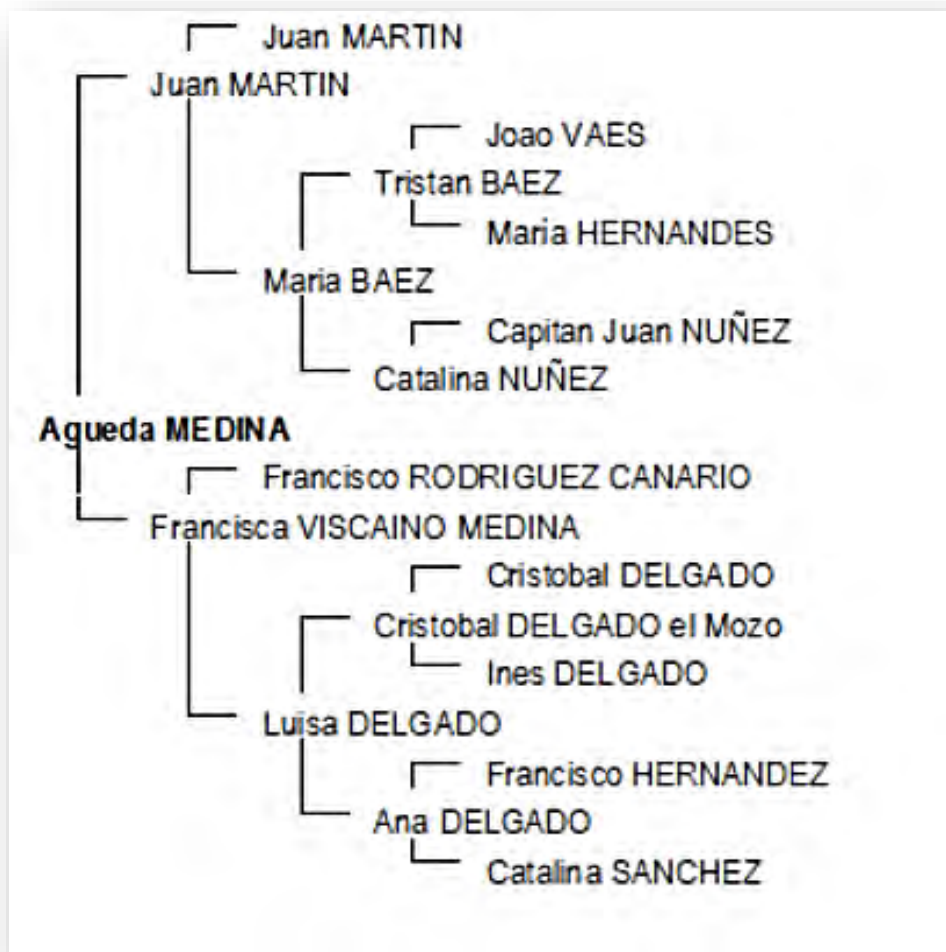 Juan MARTIN
Juan MARTIN
Joao VAES
Tristan BAEZ
Maria HERNANDES
Maria BAEZ
Capitan Juan NUÑEZ
Catalina NUÑEZ
Agueda MEDINA
Francisco RODRIGUEZ CANARIO
Francisca VISCAINO MEDINA
Cristobal DELGADO
Cristobal DELGADO el Mozo
Ines DELGADO
Luisa DELGADO
Francisco HERNANDEZ
Ana DELGADO
Catalina SANCHEZ